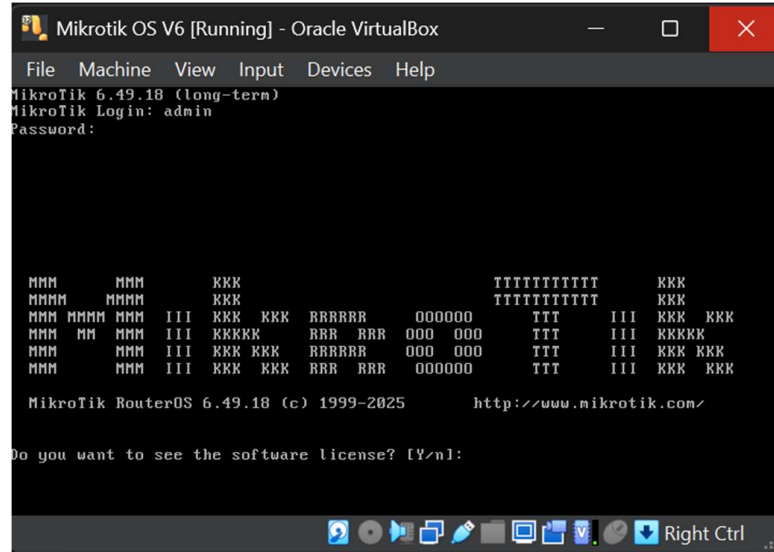 Mikrotik OS V6 [Running] - Oracle VirtualBox
File Machine View Input Devices Help
MikroTik 6.49.18 (long-term)
MikroTik Login: admin
Password:
MMM MMM KKK TTTTTTTTTTT KKK
MMMM MMMM KKK TTTTTTTTTTT KKK
MMM MMMM MMM III KKK KKK RRRRRR OOOOOO TTT III KKK KKK
MMM MM MMM III KKKKK RRR RRR OOO OOO TTT III KKKKK
MMM MMM III KKK KKK RRRRRR OOO OOO TTT III KKK KKK
MMM MMM III KKK KKK RRR RRR OOOOOO TTT III KKK KKK
MikroTik RouterOS 6.49.18 (c) 1999-2025 http://www.mikrotik.com/
Do you want to see the software license? [Y/n]:
Right Ctrl